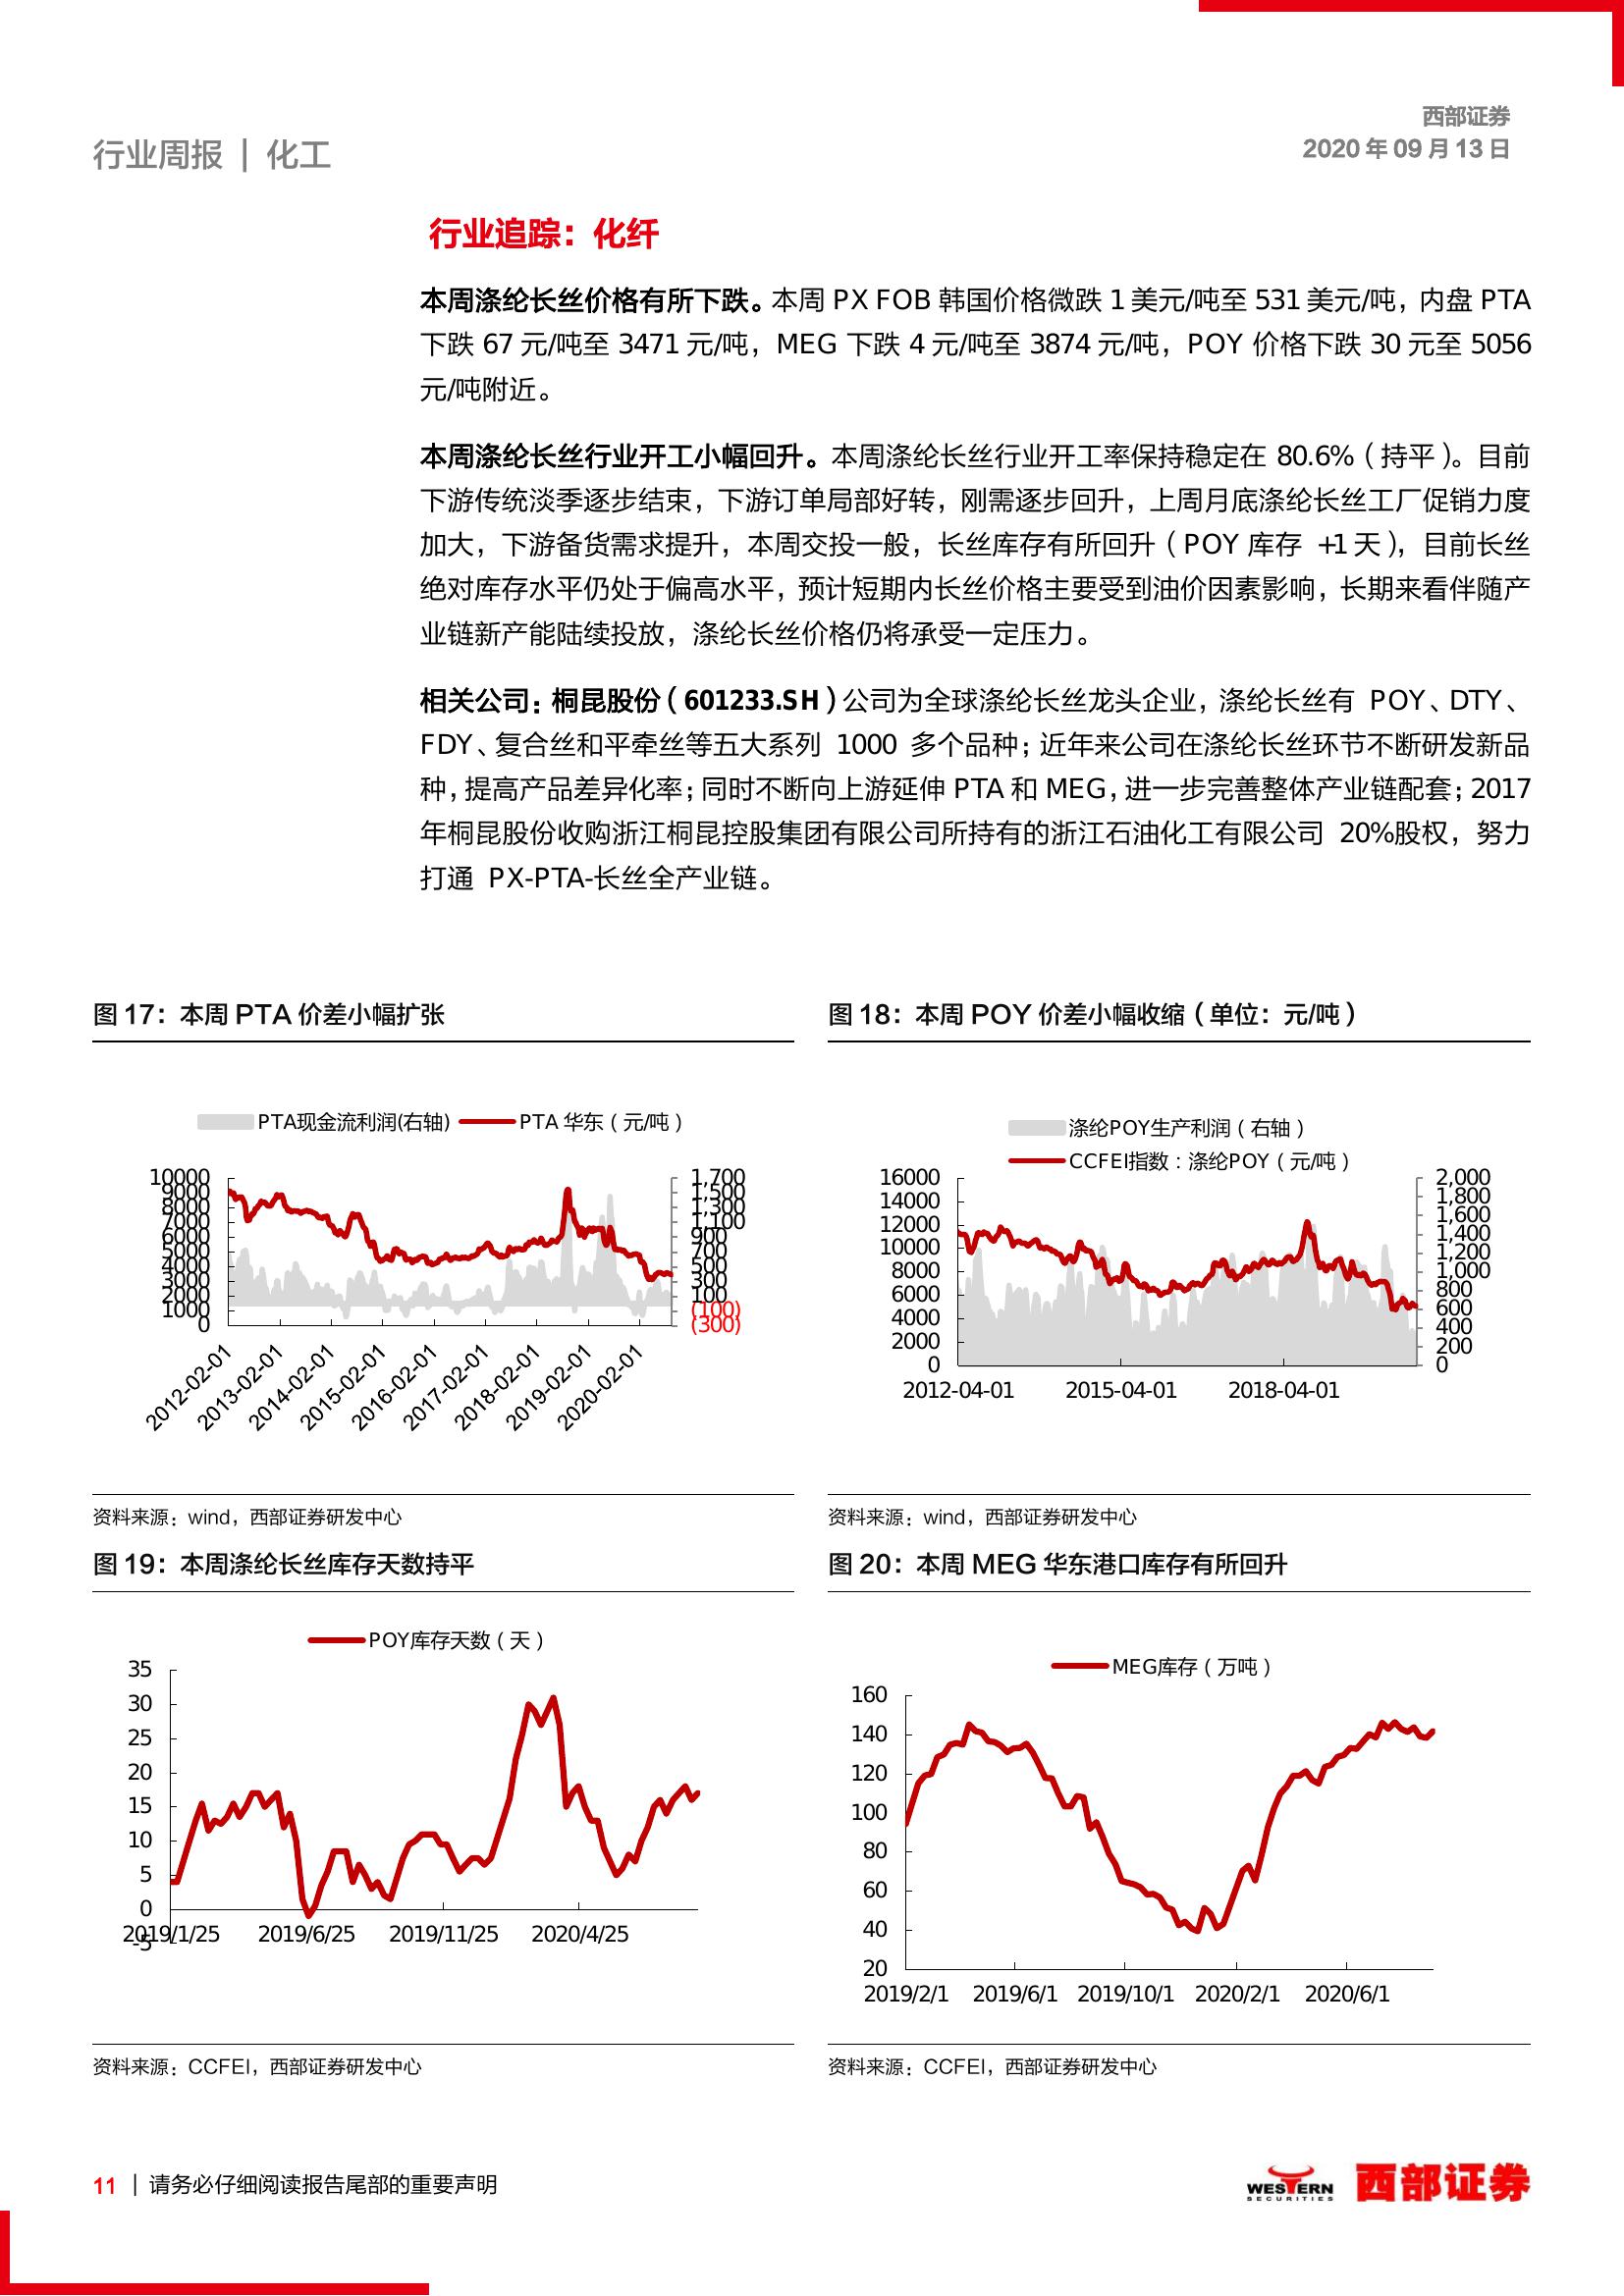 西部证券
2020 年 09 月 13 日
行业周报 | 化工
行业追踪：化纤
本周涤纶长丝价格有所下跌。本周 PX FOB 韩国价格微跌 1 美元/吨至 531 美元/吨，内盘 PTA
下跌 67 元/吨至 3471 元/吨，MEG 下跌 4 元/吨至 3874 元/吨，POY 价格下跌 30 元至 5056
元/吨附近。
本周涤纶长丝行业开工小幅回升。本周涤纶长丝行业开工率保持稳定在 80.6%（持平）。目前
下游传统淡季逐步结束，下游订单局部好转，刚需逐步回升，上周月底涤纶长丝工厂促销力度
加大，下游备货需求提升，本周交投一般，长丝库存有所回升（POY 库存 +1 天），目前长丝
绝对库存水平仍处于偏高水平，预计短期内长丝价格主要受到油价因素影响，长期来看伴随产
业链新产能陆续投放，涤纶长丝价格仍将承受一定压力。
相关公司：桐昆股份（601233.SH）公司为全球涤纶长丝龙头企业，涤纶长丝有 POY、DTY、
FDY、复合丝和平牵丝等五大系列 1000 多个品种；近年来公司在涤纶长丝环节不断研发新品
种，提高产品差异化率；同时不断向上游延伸 PTA 和 MEG，进一步完善整体产业链配套；2017
年桐昆股份收购浙江桐昆控股集团有限公司所持有的浙江石油化工有限公司 20%股权，努力
打通 PX-PTA-长丝全产业链。
图 17：本周 PTA 价差小幅扩张
PTA现金流利润(右轴) PTA 华东（元/吨）
10000
9000
8000
7000
6000
5000
4000
3000
2000
1000
0
1,700
1,500
1,300
1,100
900
700
500
300
100
(100)
(300)
2012-02-01
2013-02-01
2014-02-01
2015-02-01
2016-02-01
2017-02-01
2018-02-01
2019-02-01
2020-02-01
资料来源：wind，西部证券研发中心
图 18：本周 POY 价差小幅收缩（单位：元/吨）
涤纶POY生产利润（右轴）
CCFEI指数：涤纶POY（元/吨）
16000
14000
12000
10000
8000
6000
4000
2000
0
2,000
1,800
1,600
1,400
1,200
1,000
800
600
400
200
0
2012-04-01 2015-04-01 2018-04-01
资料来源：wind，西部证券研发中心
图 19：本周涤纶长丝库存天数持平
POY库存天数（天）
35
30
25
20
15
10
5
0
-5
2019/1/25 2019/6/25 2019/11/25 2020/4/25
资料来源：CCFEI，西部证券研发中心
图 20：本周 MEG 华东港口库存有所回升
MEG库存（万吨）
160
140
120
100
80
60
40
20
2019/2/1 2019/6/1 2019/10/1 2020/2/1 2020/6/1
资料来源：CCFEI，西部证券研发中心
11 | 请务必仔细阅读报告尾部的重要声明
WESTERN
SECURITIES
西部证券